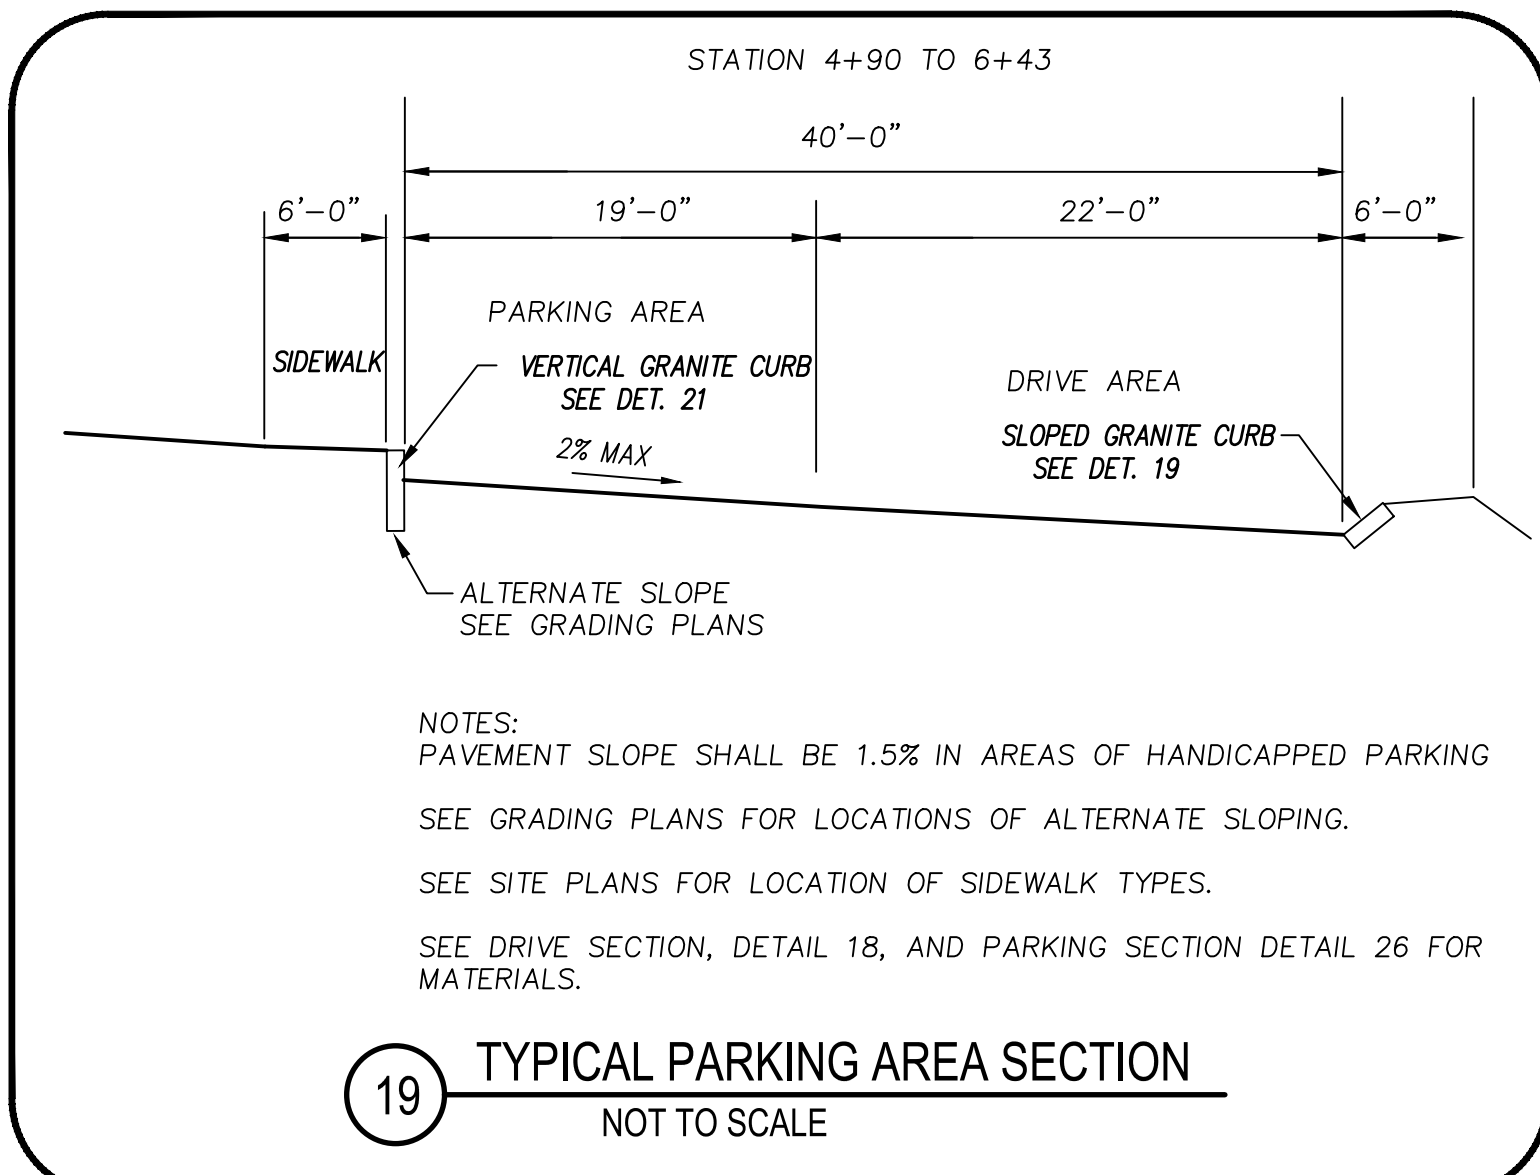 STATION 4+90 TO 6+43
40'-0"
6'-0"
19'-0"
22'-0"
6'-0"
PARKING AREA
SIDEWALK
VERTICAL GRANITE CURB
SEE DET. 21
DRIVE AREA
2% MAX
SLOPED GRANITE CURB
SEE DET. 19
ALTERNATE SLOPE
SEE GRADING PLANS
NOTES:
PAVEMENT SLOPE SHALL BE 1.5% IN AREAS OF HANDICAPPED PARKING
SEE GRADING PLANS FOR LOCATIONS OF ALTERNATE SLOPING.
SEE SITE PLANS FOR LOCATION OF SIDEWALK TYPES.
SEE DRIVE SECTION, DETAIL 18, AND PARKING SECTION DETAIL 26 FOR
MATERIALS.
19
TYPICAL PARKING AREA SECTION
NOT TO SCALE